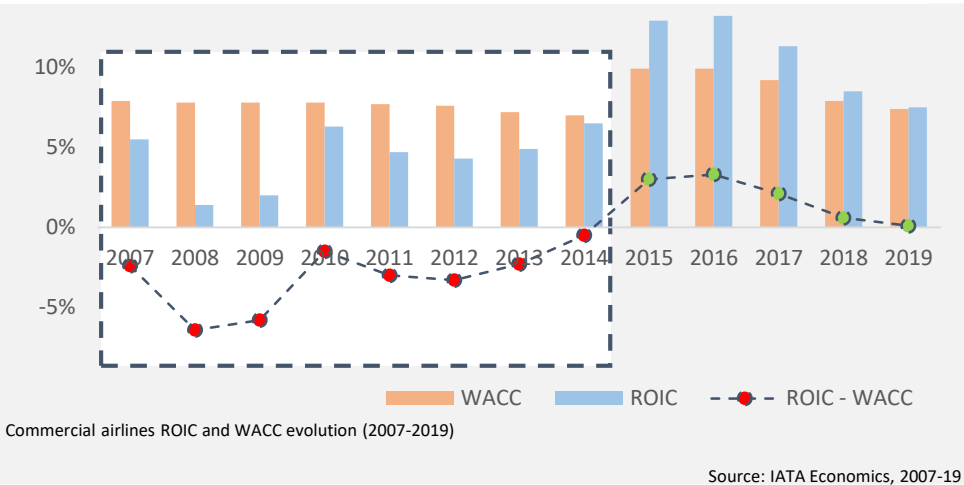 10%
5%
0%
-5%
2007 2008 2009 2010 2011 2012 2013 2014 2015 2016 2017 2018 2019
WACC ROIC ROIC - WACC
Commercial airlines ROIC and WACC evolution (2007-2019)
Source: IATA Economics, 2007-19